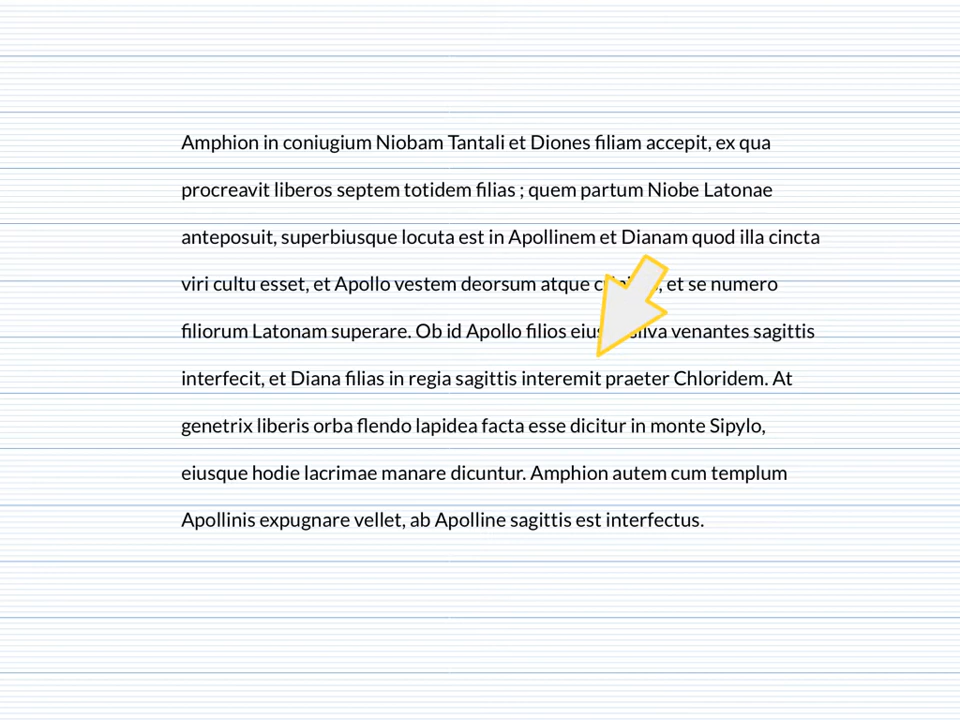 Amphion in coniugium Niobam Tantali et Diones filiam accepit, ex qua
procreavit liberos septem totidem filias ; quem partum Niobe Latonae
anteposuit, superbiusque locuta est in Apollinem et Dianam quod illa cincta
viri cultu esset, et Apollo vestem deorsum atque et se numero
filiorum Latonam superare. Ob id Apollo filios venantes sagittis
interfecit, et Diana filias in regia sagittis interemit praeter Chloridem. At
genetrix liberis orba flendo lapidea facta esse dicitur in monte Sipylo,
eiusque hodie lacrimae manare dicuntur. Amphion autem cum templum
Apollinis expugnare vellet, ab Apolline sagittis est interfectus.